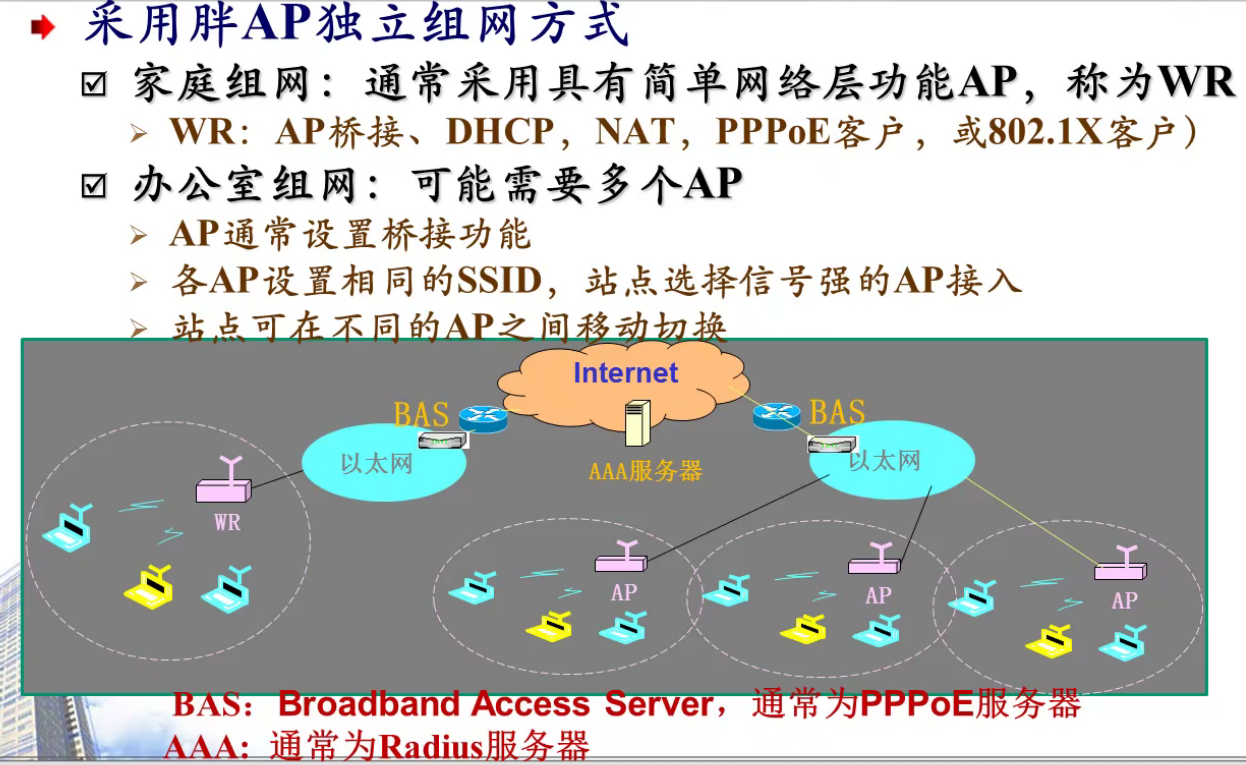 采用胖AP独立组网方式
家庭组网：通常采用具有简单网络层功能AP，称为WR
WR：AP桥接、DHCP，NAT，PPPoE客户，或802.1X客户）
办公室组网：可能需要多个AP
AP通常设置桥接功能
各AP设置相同的SSID，站点选择信号强的AP接入
站点可在不同的AP之间移动切换
Internet
BAS
BAS
以太网
AAA服务器
以太网
WR
AP
AP
AP
BAS：Broadband Access Server，通常为PPPoE服务器
AAA：通常为Radius服务器